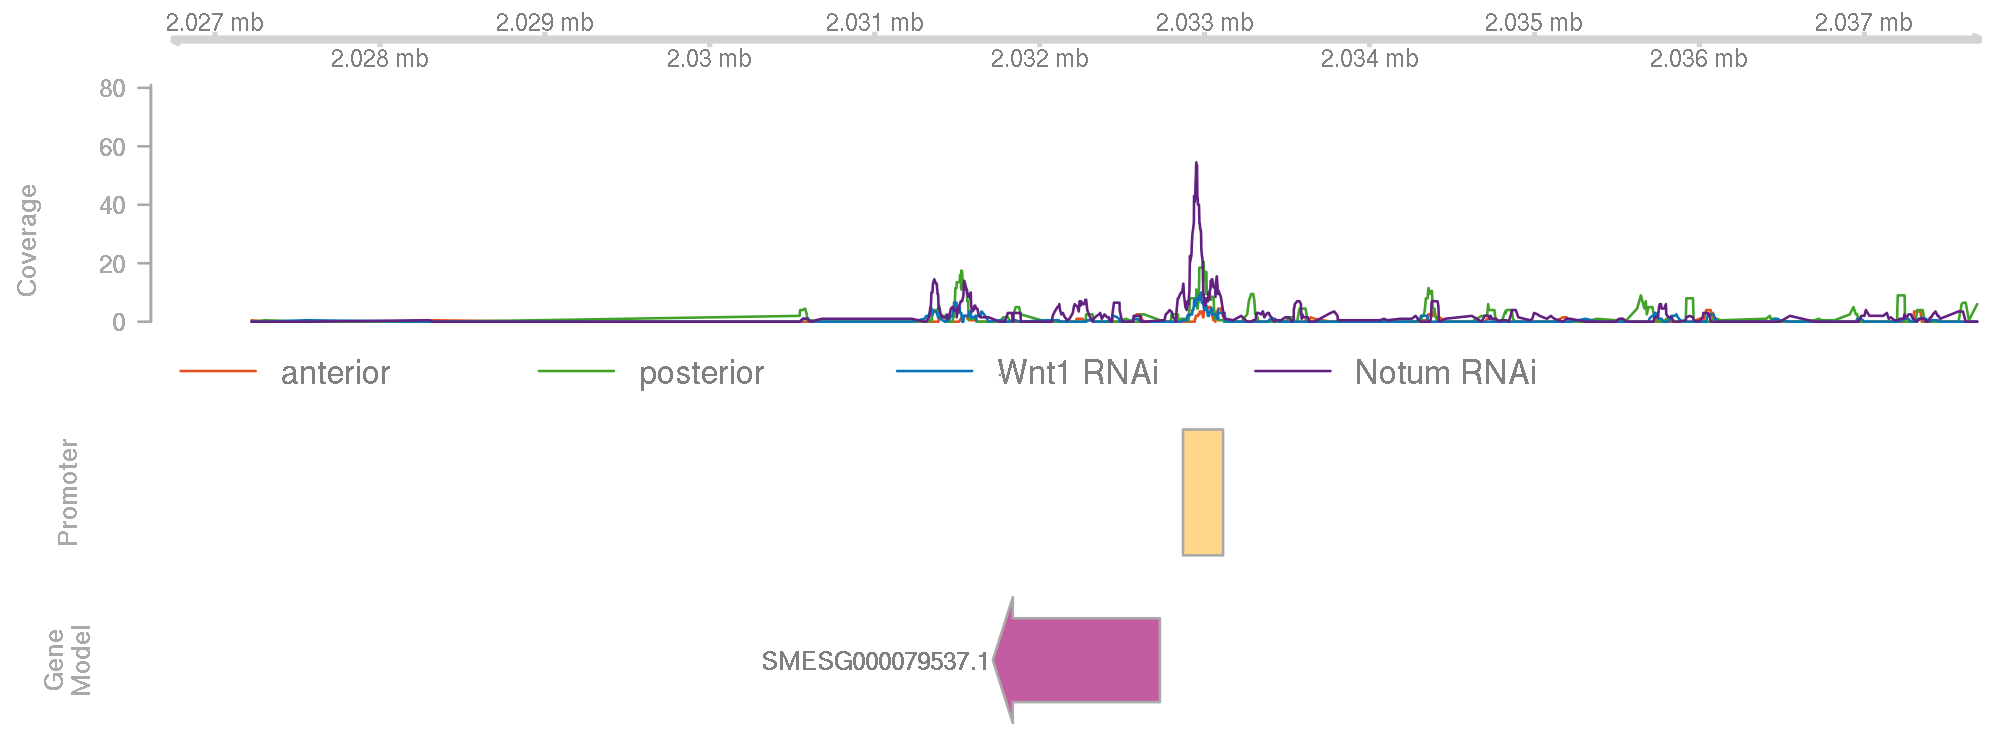 2.027 mb 2.029 mb 2.031 mb 2.033 mb 2.035 mb 2.037 mb
2.028 mb 2.03 mb 2.032 mb 2.034 mb 2.036 mb
80
60
40
20
0
Coverage
anterior posterior Wnt1 RNAi Notum RNAi
Promoter
Gene
Model
SMESG000079537.1